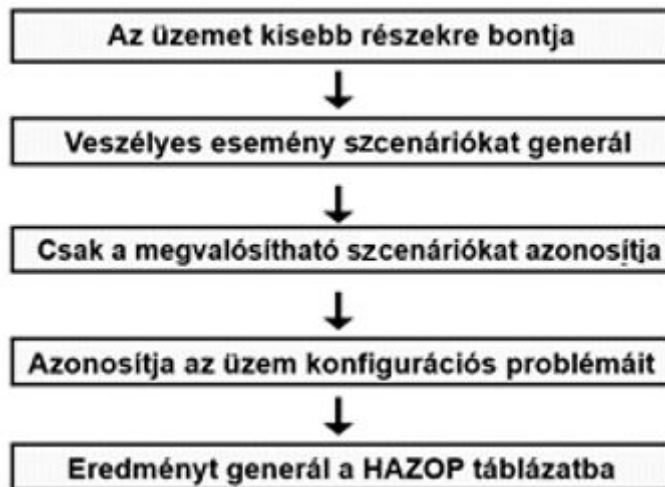 Az üzemet kisebb részekre bontja
Veszélyes esemény szcenáriókat generál
Csak a megvalósítható szcenáriókat azonosítja
Azonosítja az üzem konfigurációs problémáit
Eredményt generál a HAZOP táblázatba